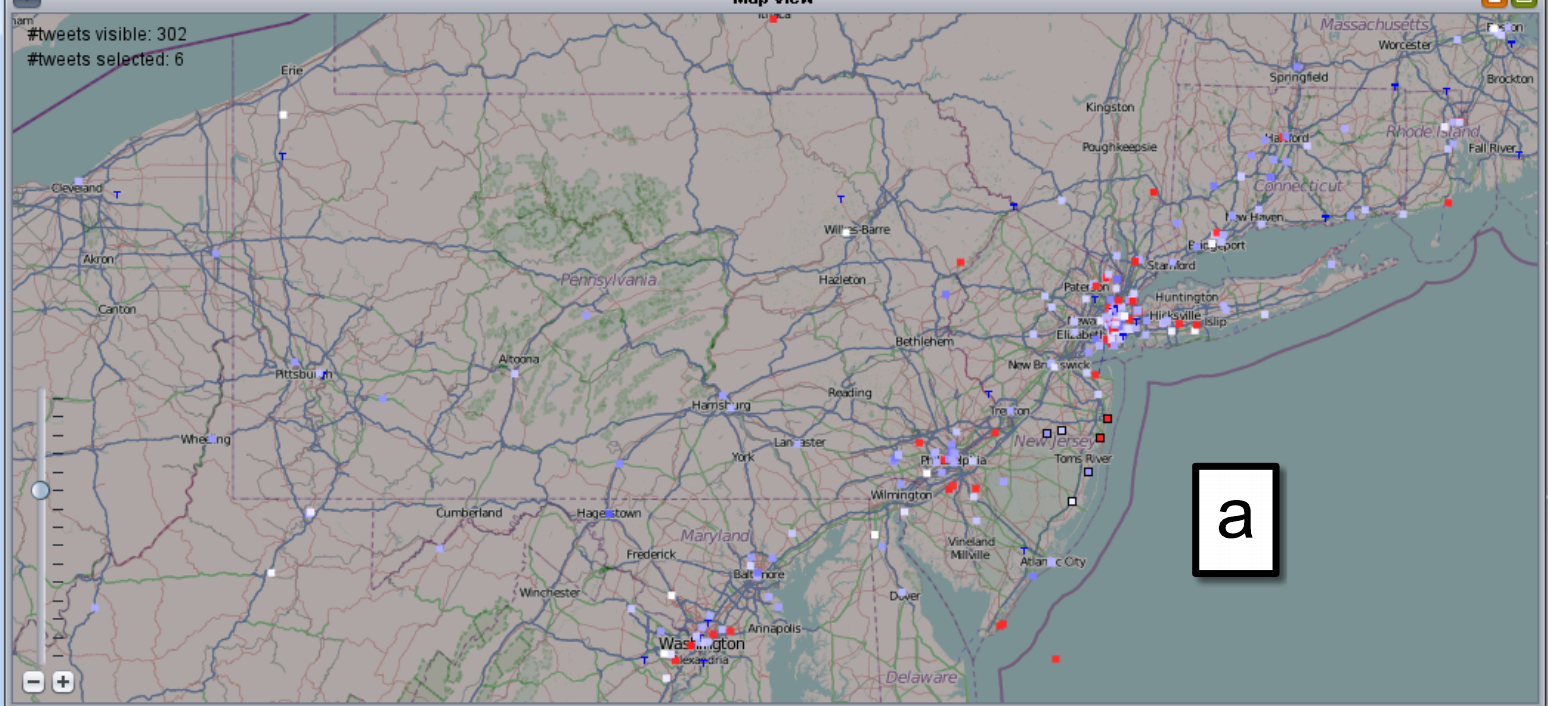 Map View
#tweets visible: 302
#tweets selected: 6
Ithaca
Massachusetts
Worcester
Erie
Springfield
Brockton
Kingston
Hartford
Rhode Island
Poughkeepsie
Fall River
Cleveland
Connecticut
New Haven
Wilkes-Barre
Bridgeport
Akron
Stamford
Pennsylvania
Hazleton
Paterson
Huntington
Canton
Hicksville
Islip
Elizabeth
Bethlehem
Altoona
New Brunswick
Pittsburgh
Reading
Harrisburg
Trenton
Wheeling
Lancaster
New Jersey
York
Philadelphia
Toms River
Wilmington
Cumberland
Hagerstown
a
Maryland
Vineland
Frederick
Millville
Atlantic City
Baltimore
Winchester
Dover
Annapolis
Washington
Alexandria
Delaware